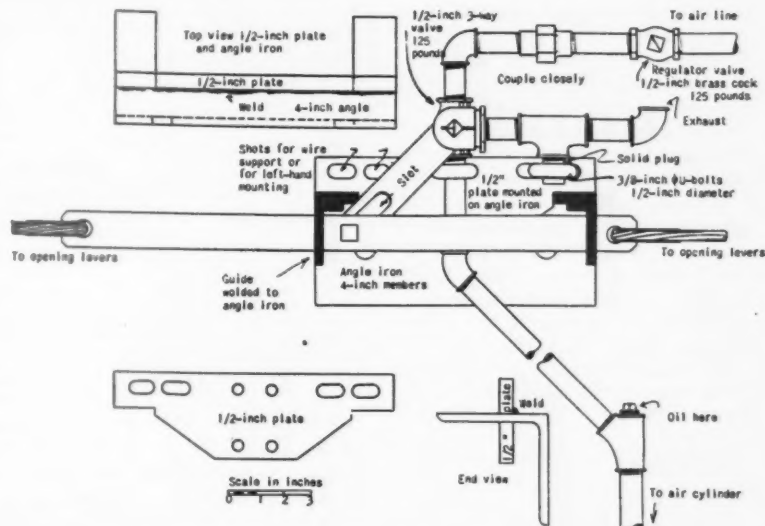 Top view 1/2-inch plate
and angle iron
1/2-inch plate
Weld
4-inch angle
1/2-inch 3-way
valve
125
pounds
To air line
Couple closely
Regulator valve
1/2-inch brass cock
125 pounds
Exhaust
Shots for wire
support or
for left-hand
mounting
Slot
1/2"
plate mounted
on angle iron
Solid plug
3/8-inch φU-bolts
1/2-inch diameter
To opening levers
To opening levers
Guide
welded to
angle iron
Angle iron
4-inch members
1/2-inch plate
Scale in inches
0 1 2 3
1/2" plate
Weld
End view
Oil here
To air cylinder